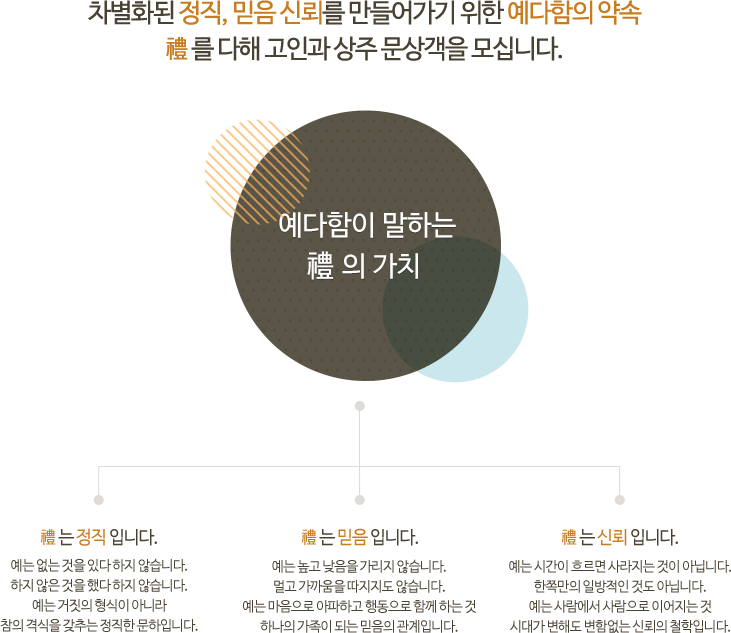 차별화된 정직, 믿음 신뢰를 만들어가기 위한 예다함의 약속
禮 를 다해 고인과 상주 문상객을 모십니다.
예다함이 말하는
禮 의 가치
禮 는 정직 입니다.
예는 없는 것을 있다 하지 않습니다.
하지 않은 것을 했다 하지 않습니다.
예는 거짓의 형식이 아니라
참의 격식을 갖추는 정직한 문하입니다.
禮 는 믿음 입니다.
예는 높고 낮음을 가리지 않습니다.
멀고 가까움을 따지지도 않습니다.
예는 마음으로 아파하고 행동으로 함께 하는 것
하나의 가족이 되는 믿음의 관계입니다.
禮 는 신뢰 입니다.
예는 시간이 흐르면 사라지는 것이 아닙니다.
한쪽만의 일방적인 것도 아닙니다.
예는 사람에서 사람으로 이어지는 것
시대가 변해도 변함없는 신뢰의 철학입니다.